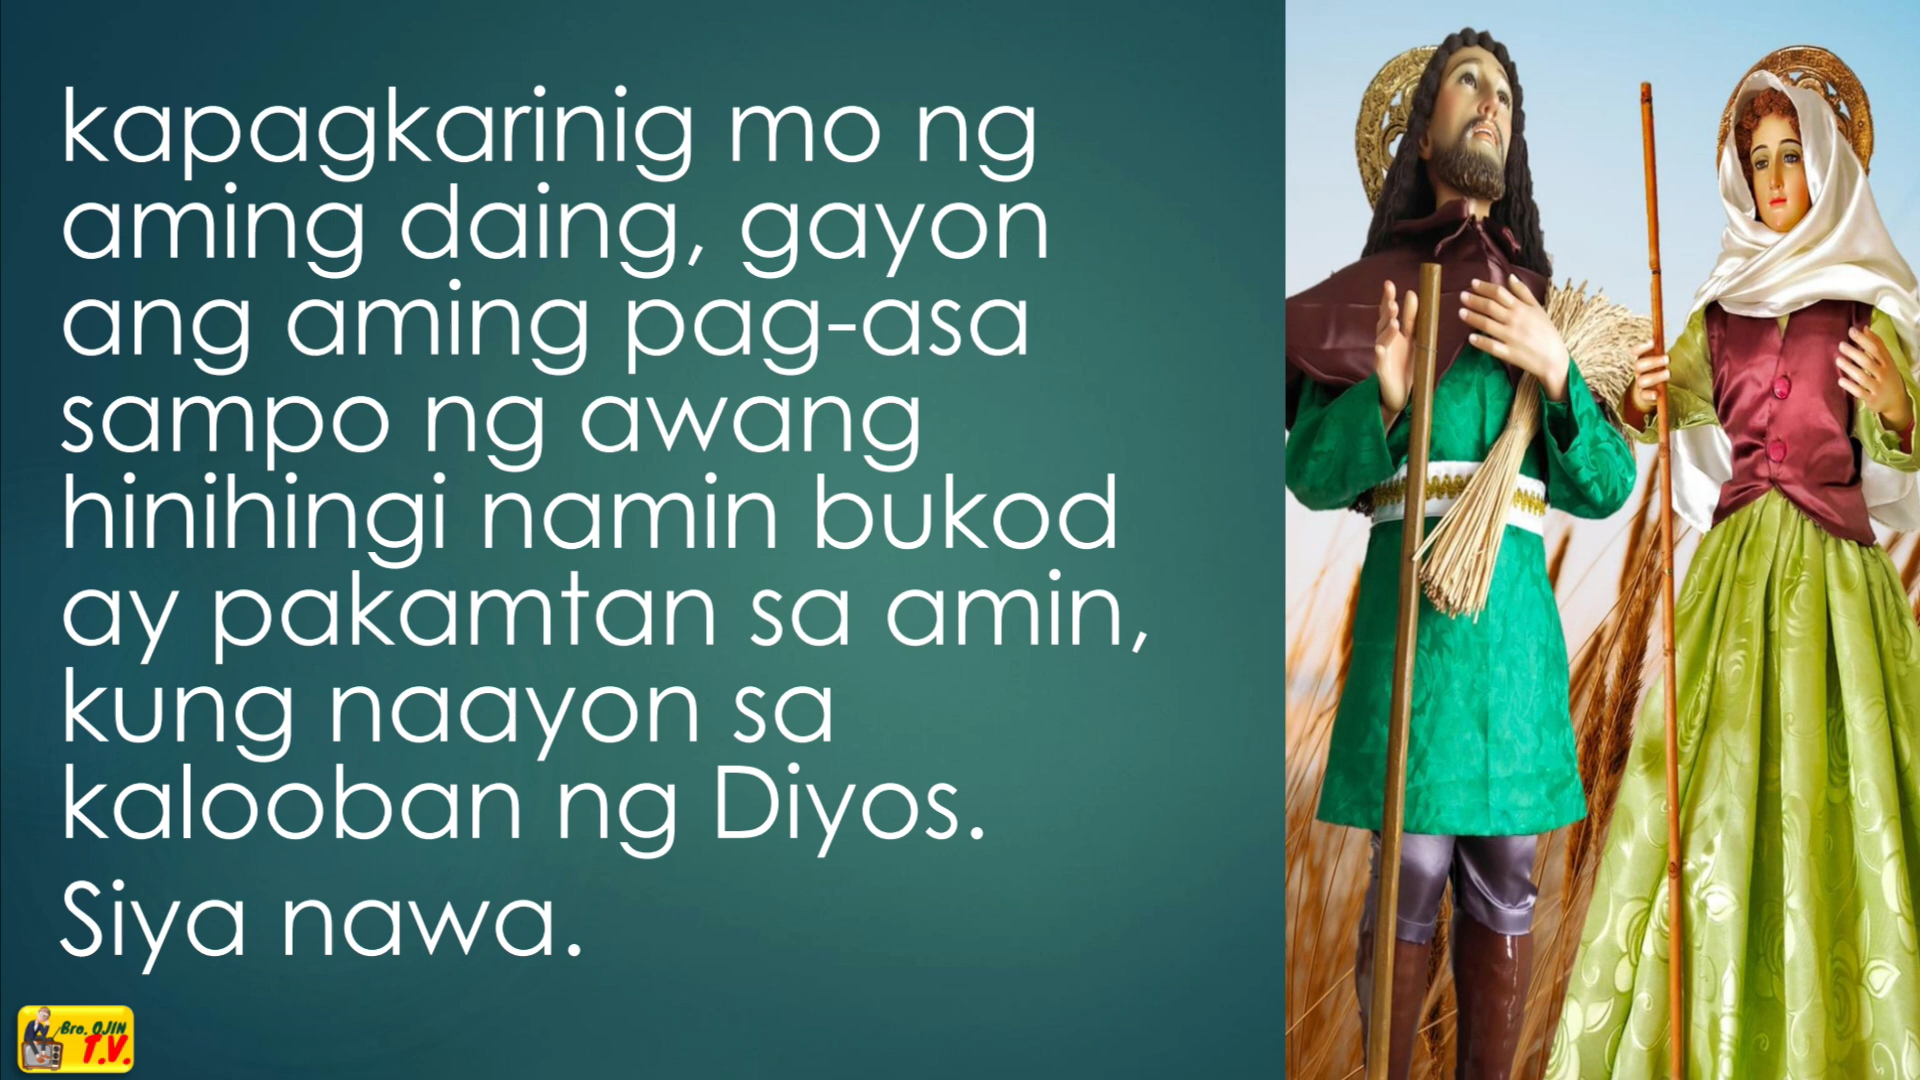 kapagkarinig mo ng
aming daing, gayon
ang aming pag-asa
sampo ng awang
hinihingi namin bukod
ay pakamtan sa amin,
kung naayon sa
kalooban ng Diyos.
Siya nawa.
Bro. OJIN
T.V.